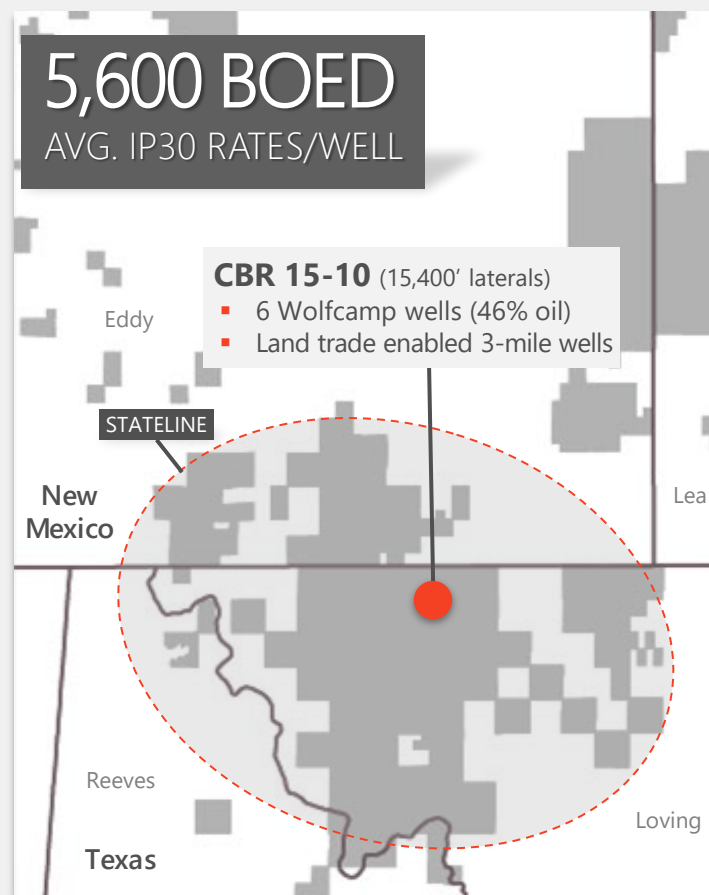 5,600 BOED
AVG. IP30 RATES/WELL
CBR 15-10 (15,400' laterals)
▪ 6 Wolfcamp wells (46% oil)
▪ Land trade enabled 3-mile wells
Eddy
STATELINE
New
Mexico
Lea
Reeves
Loving
Texas